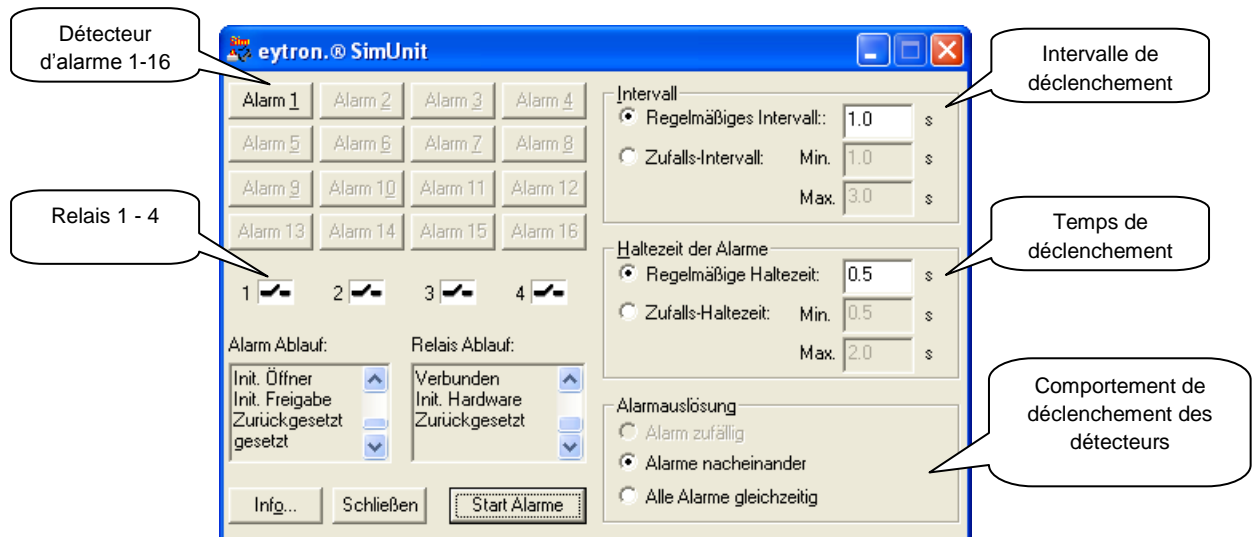 Détecteur
d'alarme 1-16
eytron.® SimUnit
Intervalle de
déclenchement
Alarm 1 Alarm 2 Alarm 3 Alarm 4
Alarm 5 Alarm 6 Alarm 7 Alarm 8
Alarm 9 Alarm 10 Alarm 11 Alarm 12
Alarm 13 Alarm 14 Alarm 15 Alarm 16
Intervall
Regelmäßiges Intervall:: 1.0 s
Zufalls-Intervall: Min. 1.0 s
Max. 3.0 s
Relais 1 - 4
Temps de
déclenchement
1 2 3 4
Haltezeit der Alarme
Regelmäßige Haltezeit: 0.5 s
Zufalls-Haltezeit: Min. 0.5 s
Max. 2.0 s
Alarm Ablauf:
Init. Öffner
Init. Freigabe
Zurückgesetzt
gesetzt
Relais Ablauf:
Verbunden
Init. Hardware
Zurückgesetzt
Alarmauslösung
Alarm zufällig
Alarme nacheinander
Alle Alarme gleichzeitig
Comportement de
déclenchement des
détecteurs
Info... Schließen Start Alarme